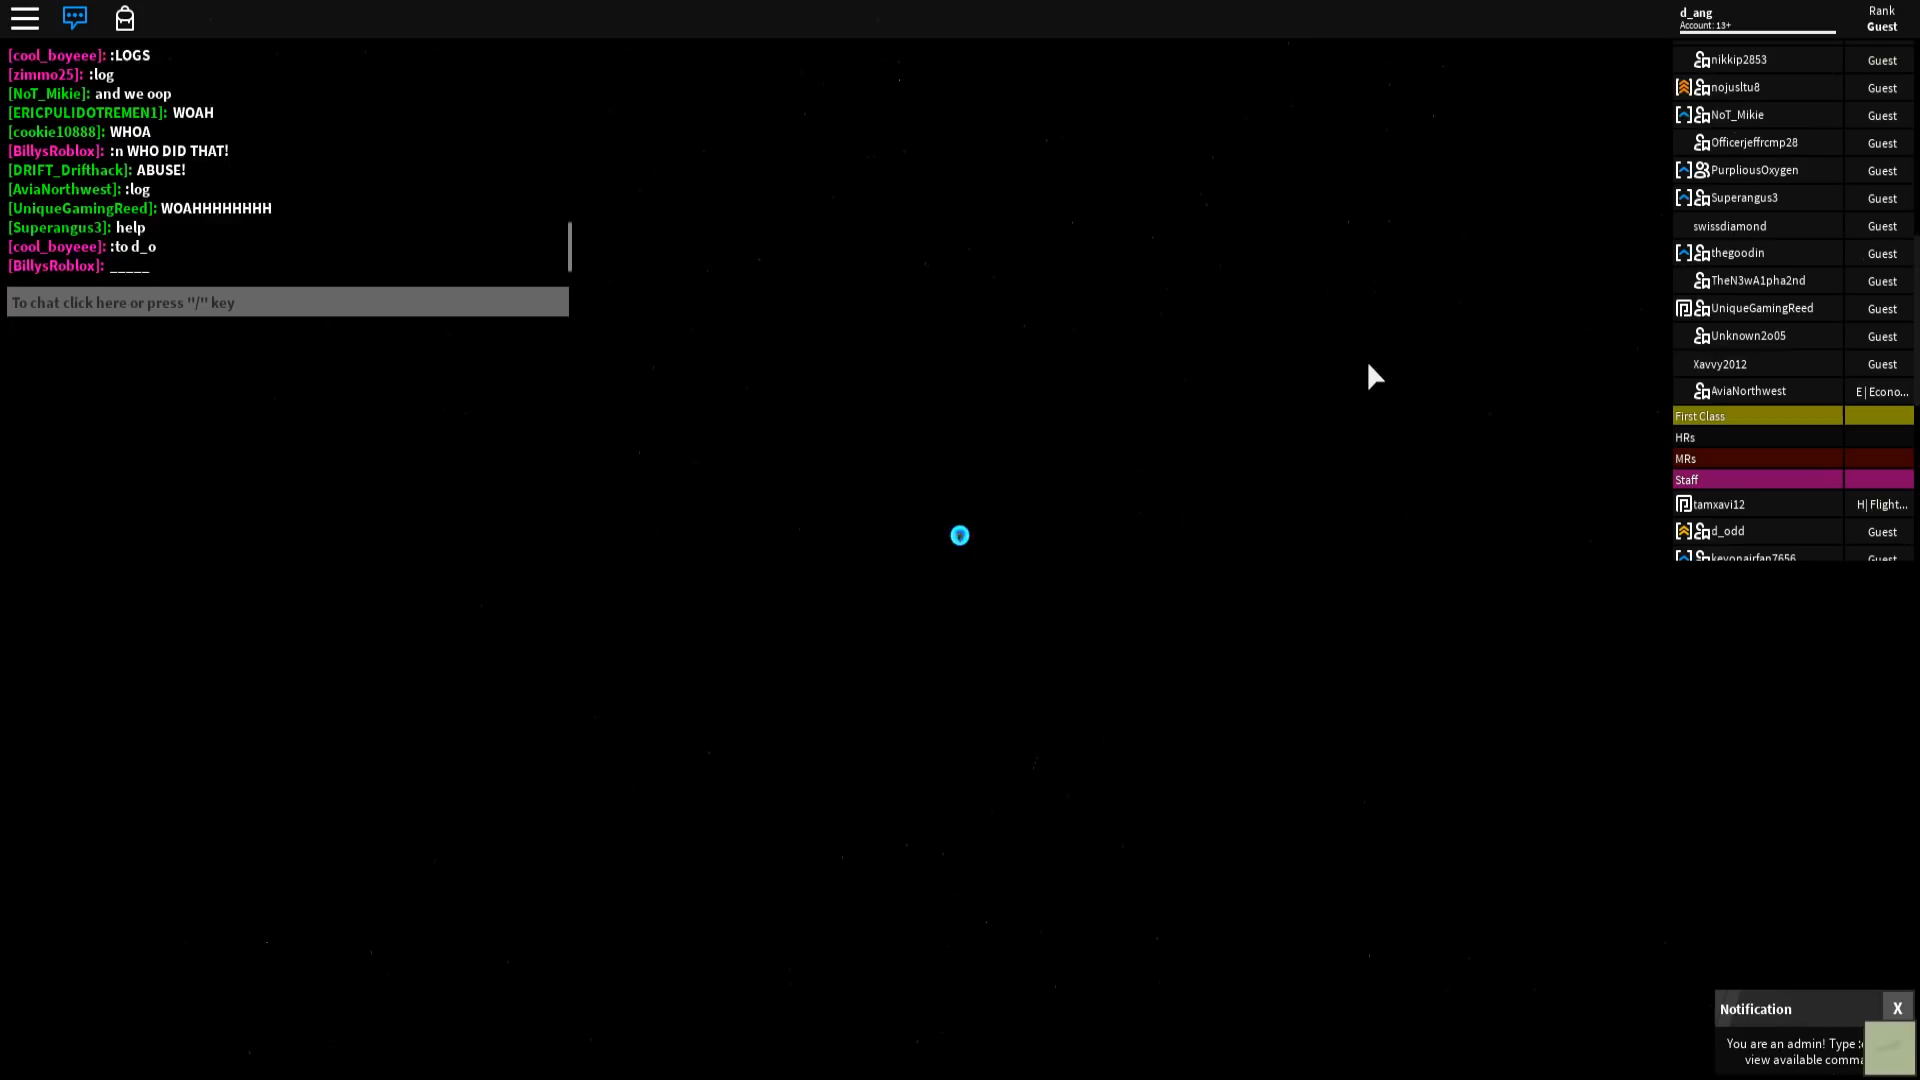 [cool_boyeee]: :LOGS
[zimmo25]: :log
[NoT_Mikie]: and we oop
[ERICPULIDOTREMEN1]: WOAH
[cookie10888]: WHOA
[BillysRoblox]: :n WHO DID THAT!
[DRIFT_Drifthack]: ABUSE!
[AviaNorthwest]: :log
[UniqueGamingReed]: WOAHHHHHHHH
[Superangus3]: help
[cool_boyeee]: :to d_o
[BillysRoblox]: _____
To chat click here or press "/" key
d_ang Rank
Account: 13+ Guest
nikkip2853 Guest
nojusltu8 Guest
NoT_Mikie Guest
Officerjeffrcmp28 Guest
PurpliousOxygen Guest
Superangus3 Guest
swissdiamond Guest
thegoodin Guest
TheN3wA1pha2nd Guest
UniqueGamingReed Guest
Unknown2o05 Guest
Xavvy2012 Guest
AviaNorthwest E | Econo...
First Class
HRs
MRs
Staff
tamxavi12 H| Flight...
d_odd Guest
keyonairfan7656 Guest
Notification X
You are an admin! Type
view available comma